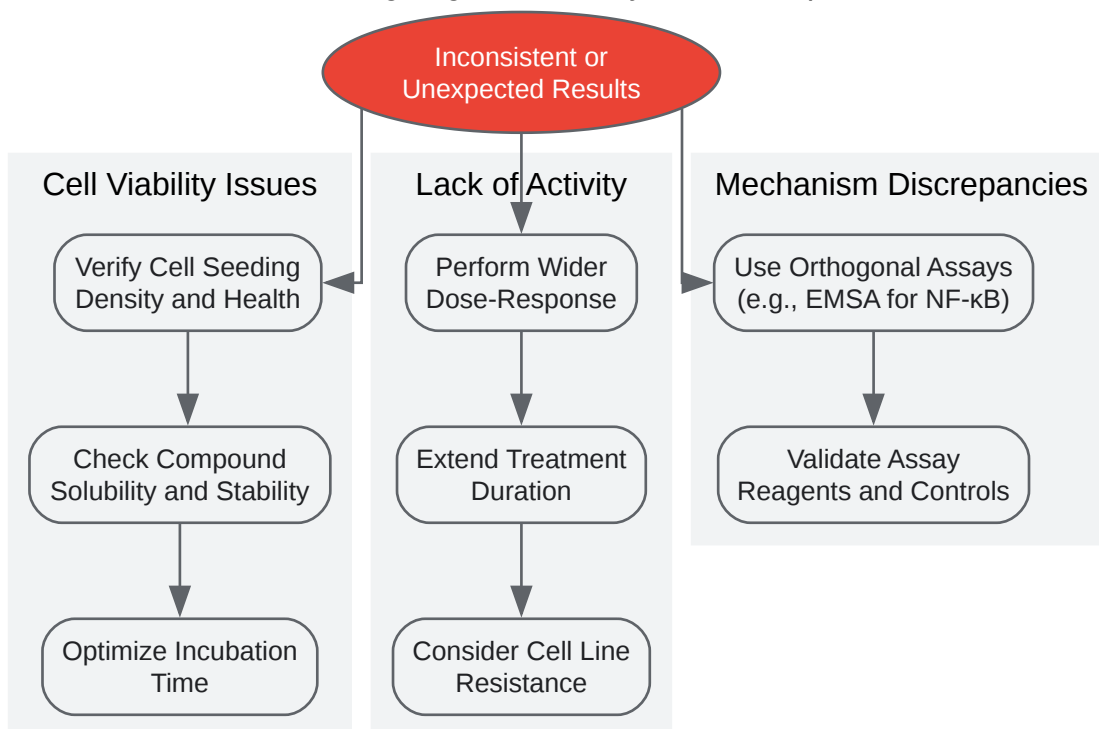 Inconsistent or
Unexpected Results
Cell Viability Issues
Verify Cell Seeding
Density and Health
Check Compound
Solubility and Stability
Optimize Incubation
Time
Lack of Activity
Perform Wider
Dose-Response
Extend Treatment
Duration
Consider Cell Line
Resistance
Mechanism Discrepancies
Use Orthogonal Assays
(e.g., EMSA for NF-κB)
Validate Assay
Reagents and Controls